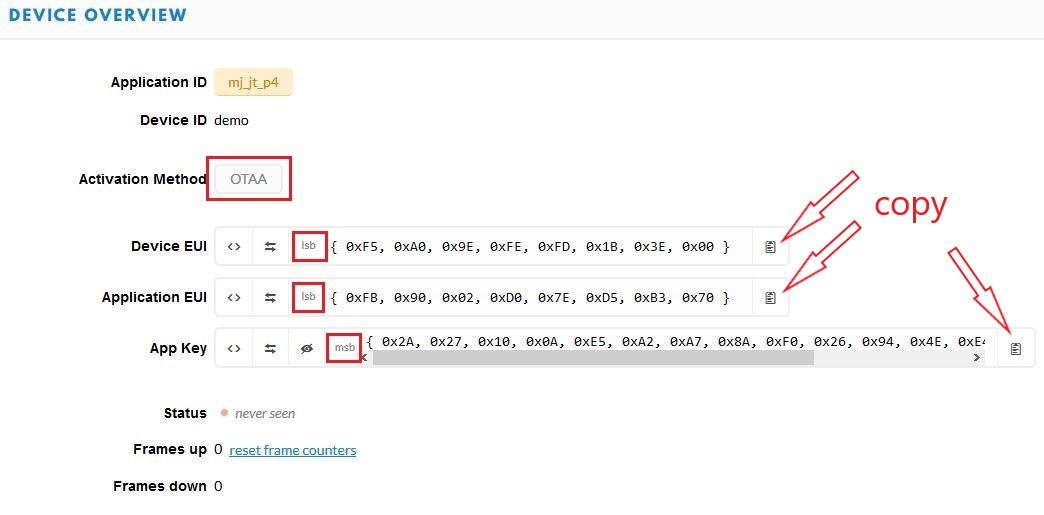 DEVICE OVERVIEW
Application ID mj_jt_p4
Device ID demo
Activation Method OTAA
copy
Device EUI <> lsb { 0xF5, 0xA0, 0x9E, 0xFE, 0xFD, 0x1B, 0x3E, 0x00 }
Application EUI <> lsb { 0xFB, 0x90, 0x02, 0xD0, 0x7E, 0xD5, 0xB3, 0x70 }
App Key <> msb { 0x2A, 0x27, 0x10, 0x0A, 0xE5, 0xA2, 0xA7, 0x8A, 0xF0, 0x26, 0x94, 0x4E, 0xE4
Status never seen
Frames up 0 reset frame counters
Frames down 0